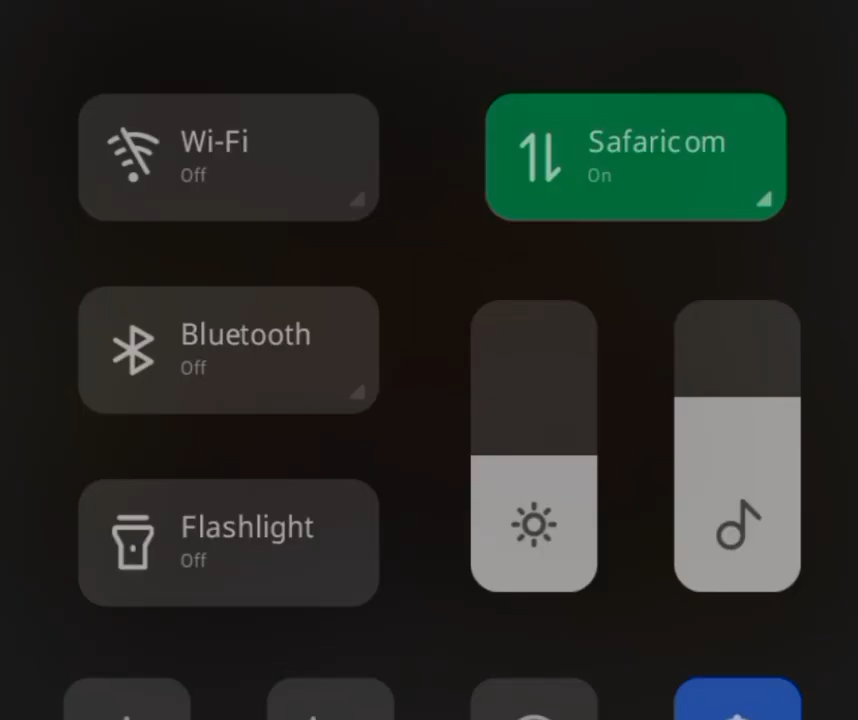 Wi-Fi
Off
Safaricom
On
Bluetooth
Off
Flashlight
Off